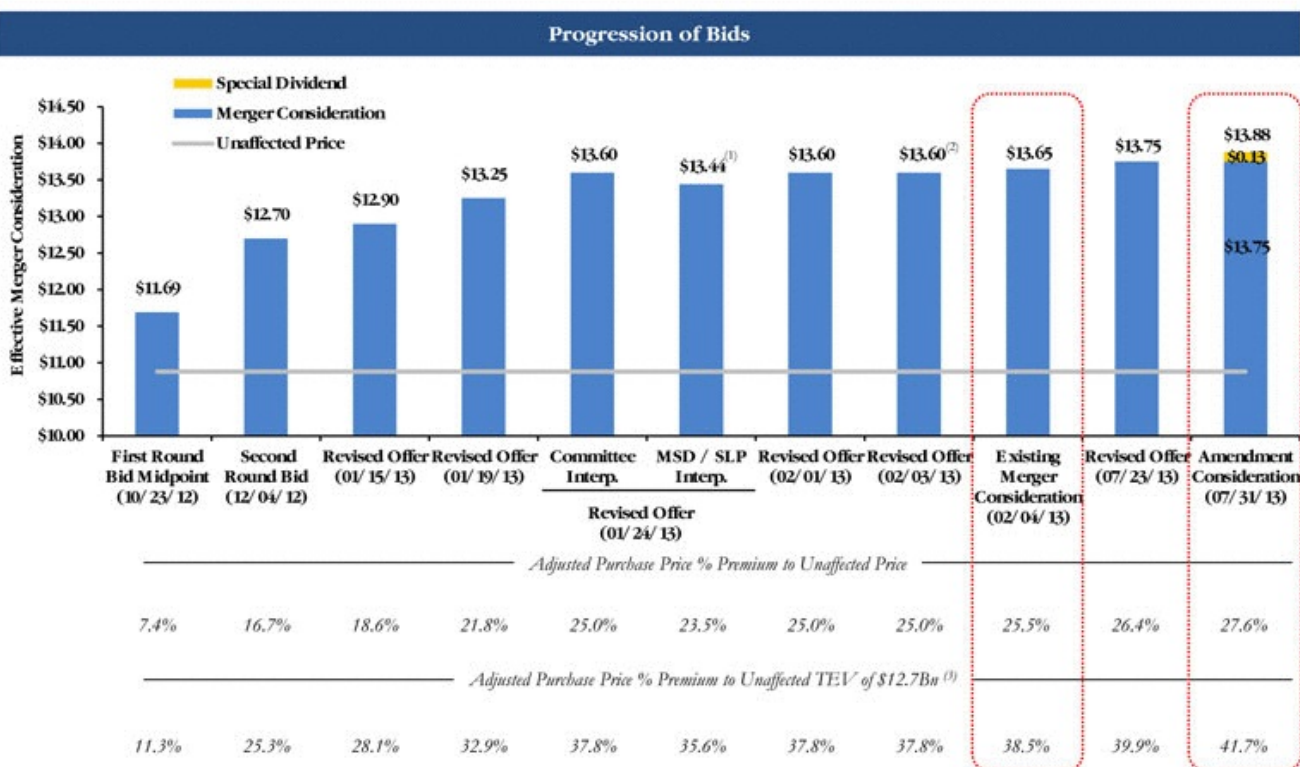 Progression of Bids
Special Dividend
Merger Consideration
Unaffected Price
Effective Merger Consideration
$14.50
$14.00
$13.50
$13.00
$12.50
$12.00
$11.50
$11.00
$10.50
$10.00
$11.69
$12.70
$12.90
$13.25
$13.60
$13.44(1)
$13.60
$13.60(2)
$13.65
$13.75
$13.88
$0.13
$13.75
First Round
Bid Midpoint
(10/23/12)
Second
Round Bid
(12/04/12)
Revised Offer
(01/15/13)
Revised Offer
(01/19/13)
Committee
Interp.
MSD / SLP
Interp.
Revised Offer
(01/24/13)
Revised Offer
(02/01/13)
Revised Offer
(02/03/13)
Existing
Merger
Consideration
(02/04/13)
Revised Offer
(07/23/13)
Amendment
Consideration
(07/31/13)
Adjusted Purchase Price % Premium to Unaffected Price
7.4% 16.7% 18.6% 21.8% 25.0% 23.5% 25.0% 25.0% 25.5% 26.4% 27.6%
Adjusted Purchase Price % Premium to Unaffected TEV of $12.7Bn (3)
11.3% 25.3% 28.1% 32.9% 37.8% 35.6% 37.8% 37.8% 38.5% 39.9% 41.7%